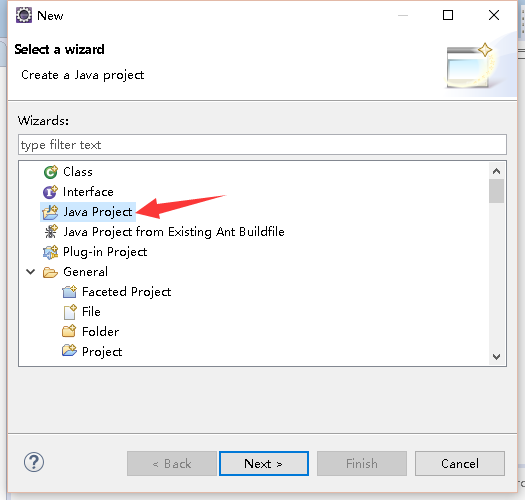 New
Select a wizard
Create a Java project
Wizards:
type filter text
Class
Interface
Java Project
Java Project from Existing Ant Buildfile
Plug-in Project
General
Faceted Project
File
Folder
Project
?
< Back
Next >
Finish
Cancel